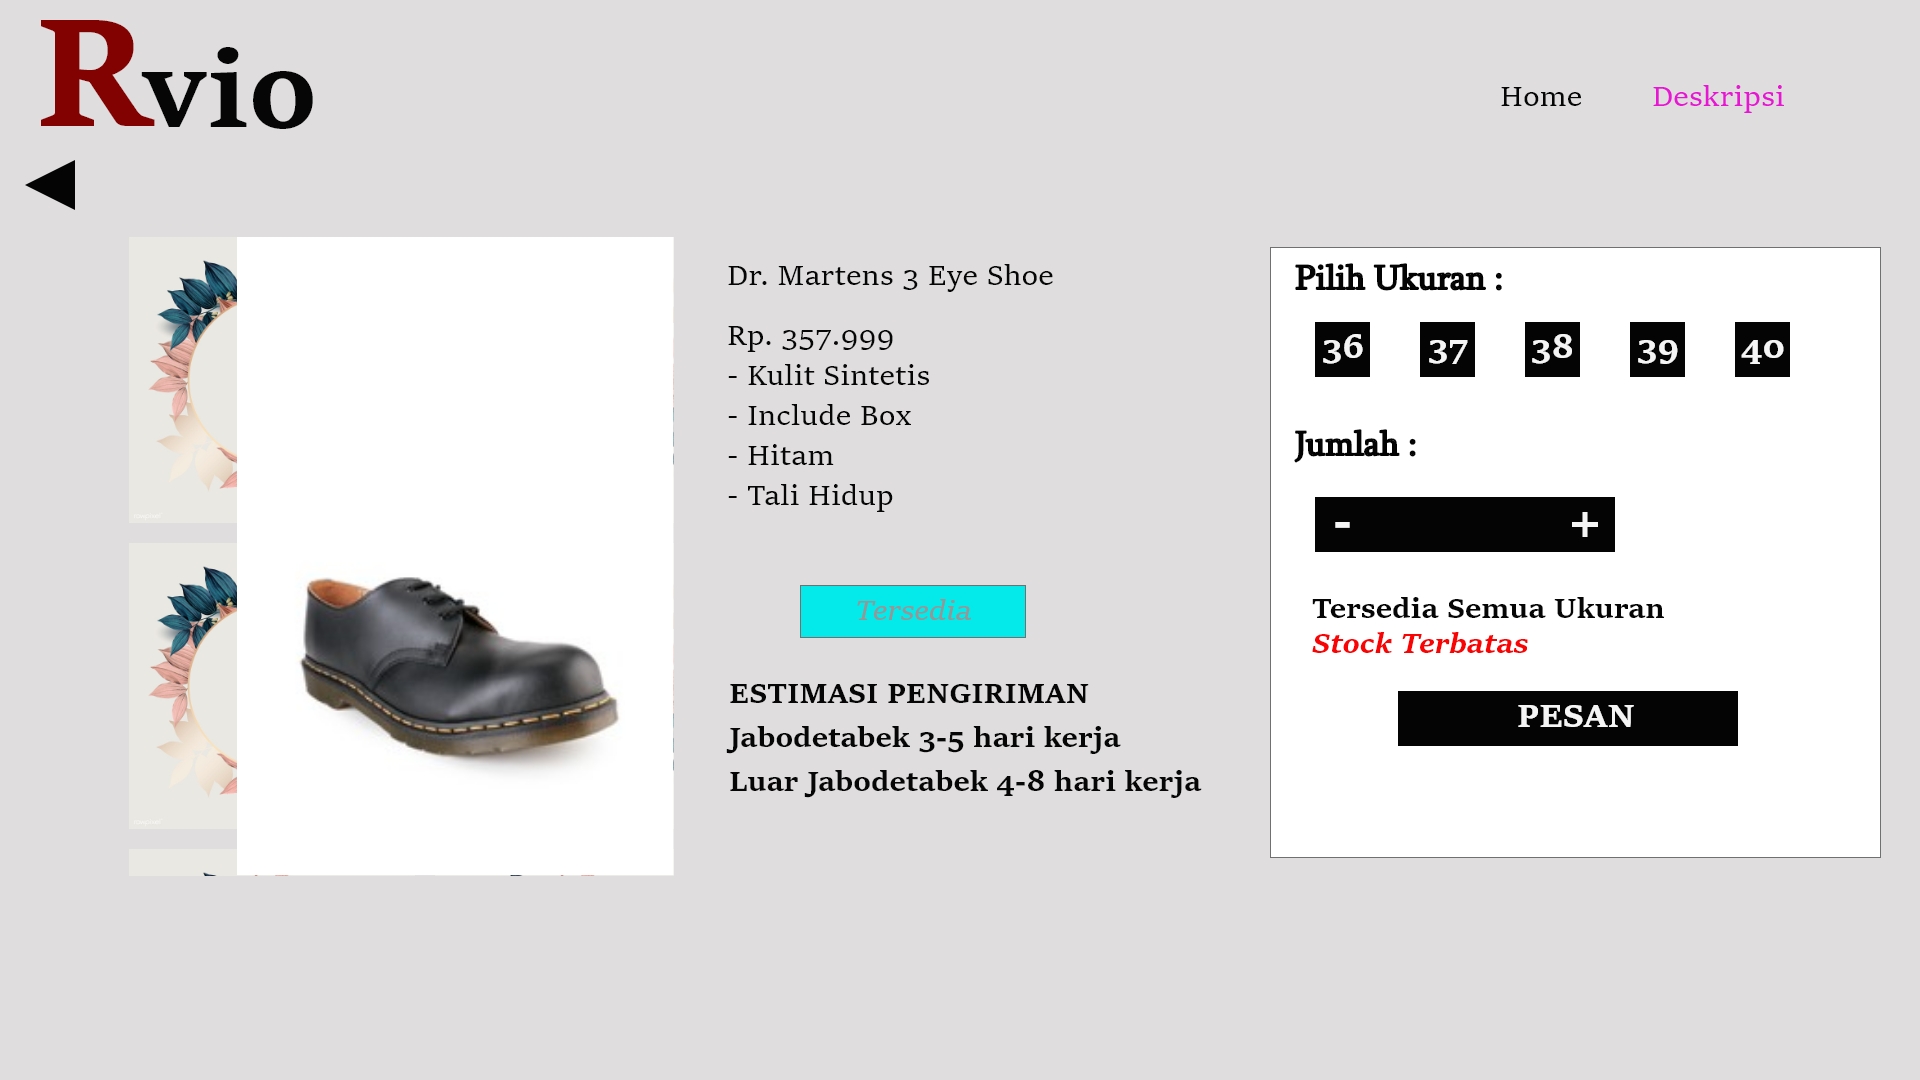 Rvio
Home
Deskripsi
Dr. Martens 3 Eye Shoe
Rp. 357.999
- Kulit Sintetis
- Include Box
- Hitam
- Tali Hidup
Tersedia
ESTIMASI PENGIRIMAN
Jabodetabek 3-5 hari kerja
Luar Jabodetabek 4-8 hari kerja
Pilih Ukuran :
36 37 38 39 40
Jumlah :
- +
Tersedia Semua Ukuran
Stock Terbatas
PESAN